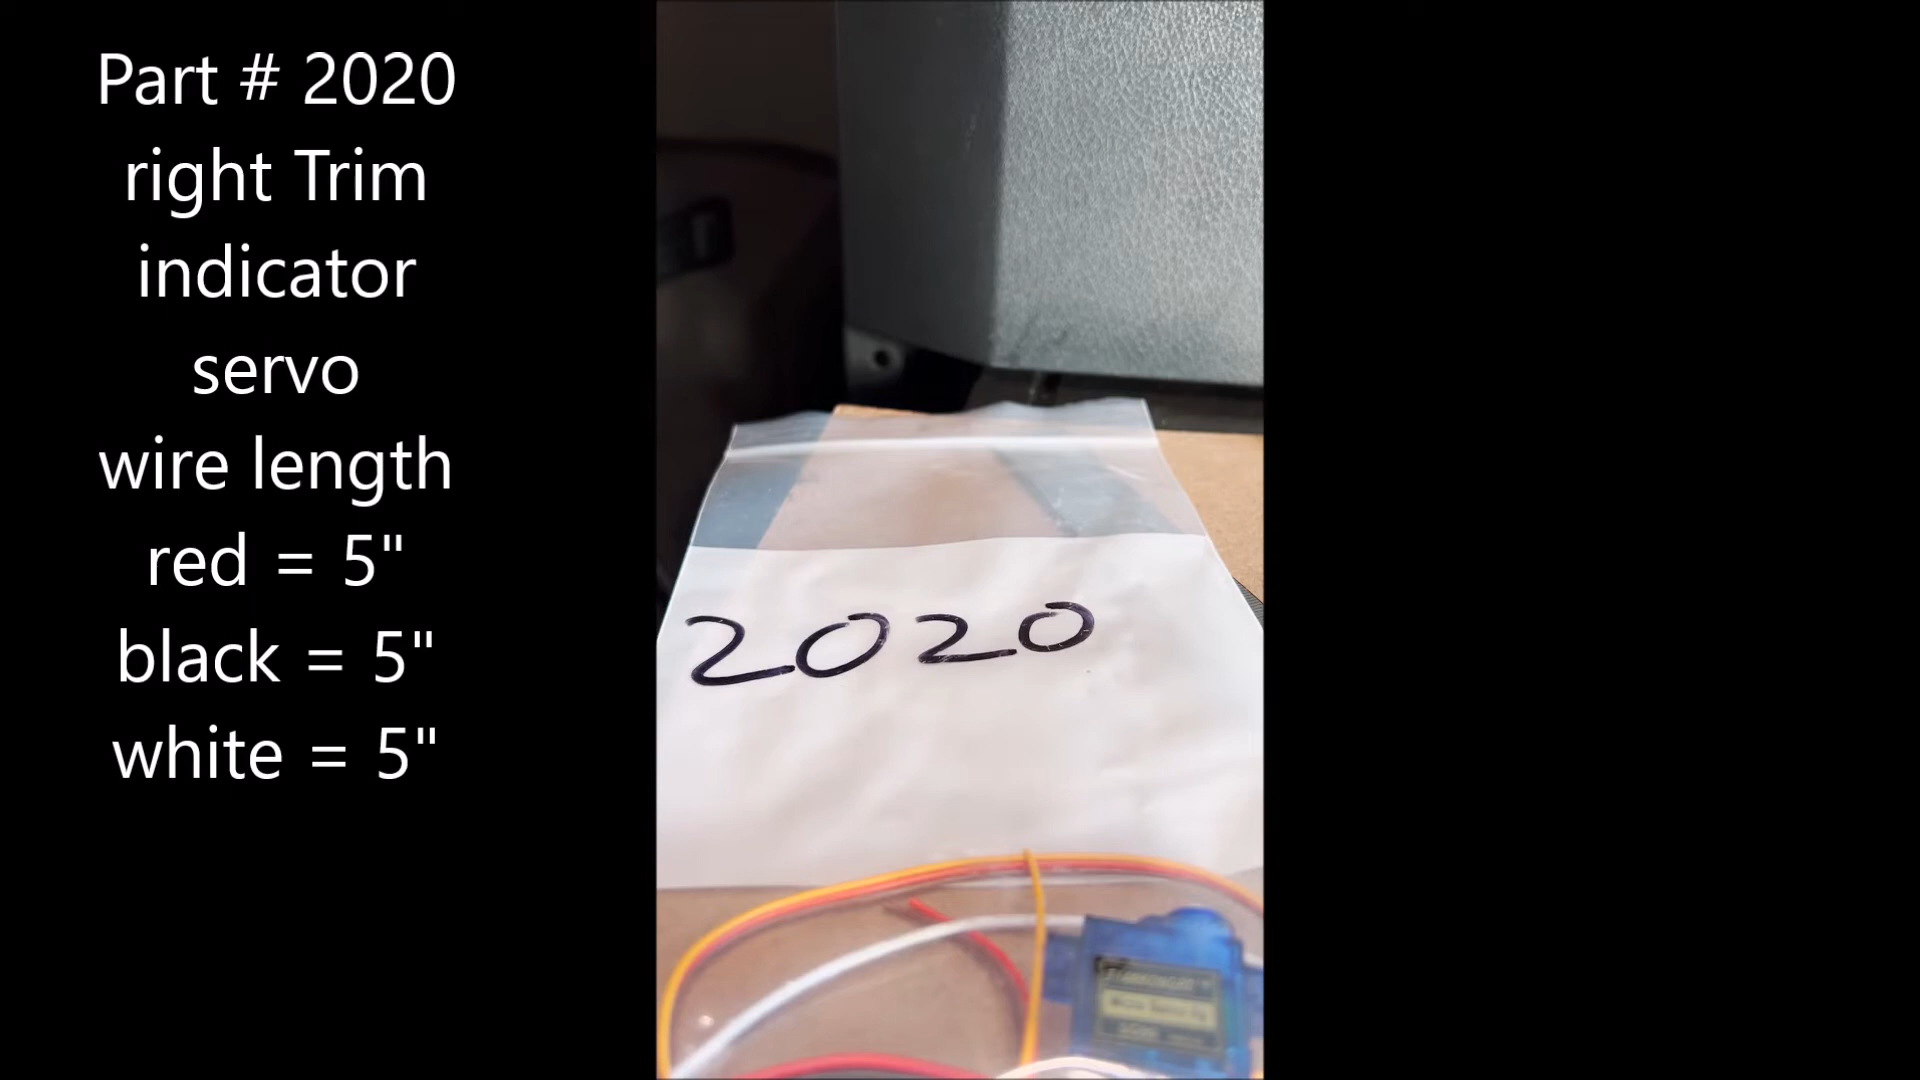 Part # 2020
right Trim
indicator
servo
wire length
red = 5"
black = 5"
white = 5"
2020